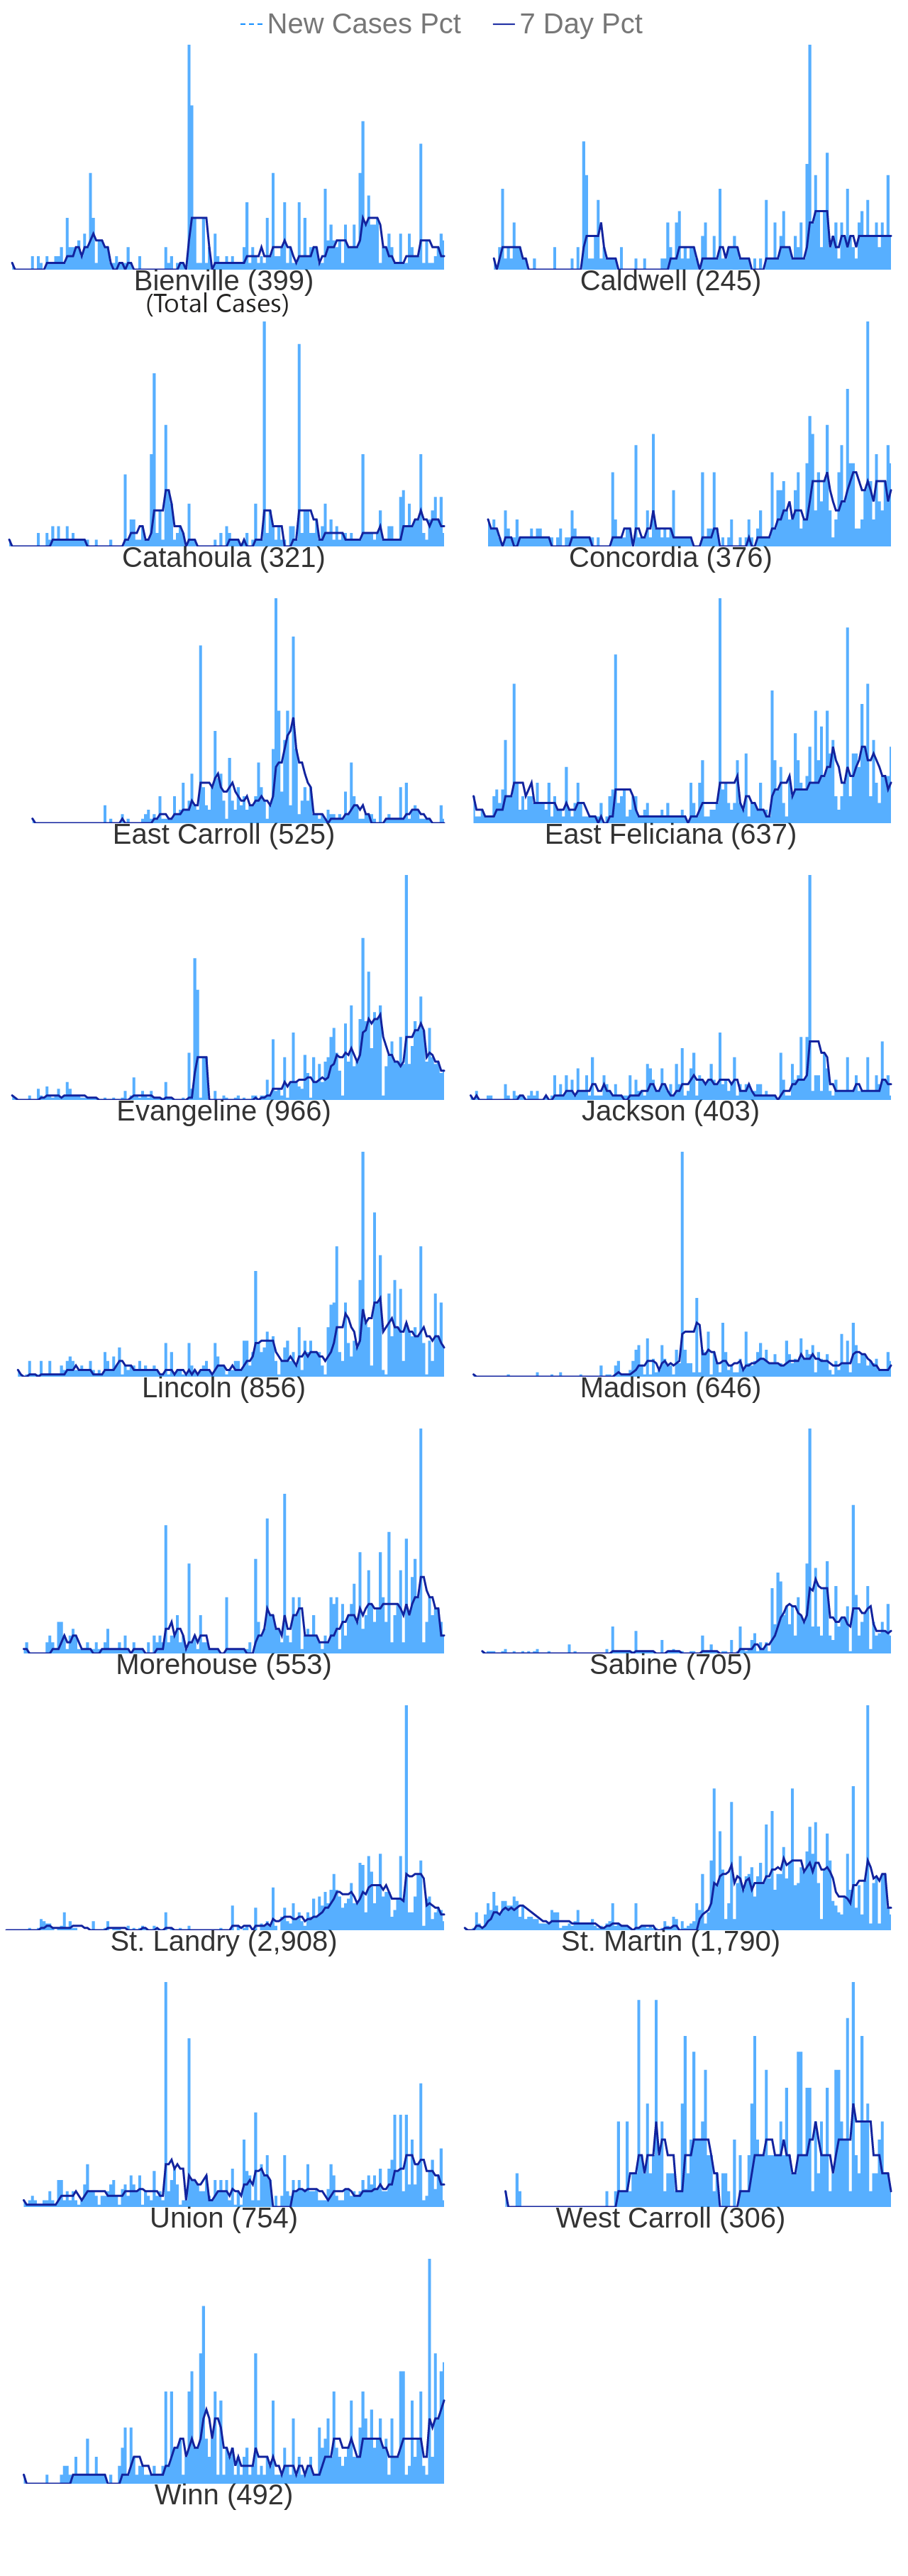 New Cases Pct 7 Day Pct
Bienville (399) Caldwell (245)
(Total Cases)
Catahoula (321) Concordia (376)
East Carroll (525) East Feliciana (637)
Evangeline (966) Jackson (403)
Lincoln (856) Madison (646)
Morehouse (553) Sabine (705)
St. Landry (2,908) St. Martin (1,790)
Union (754) West Carroll (306)
Winn (492)